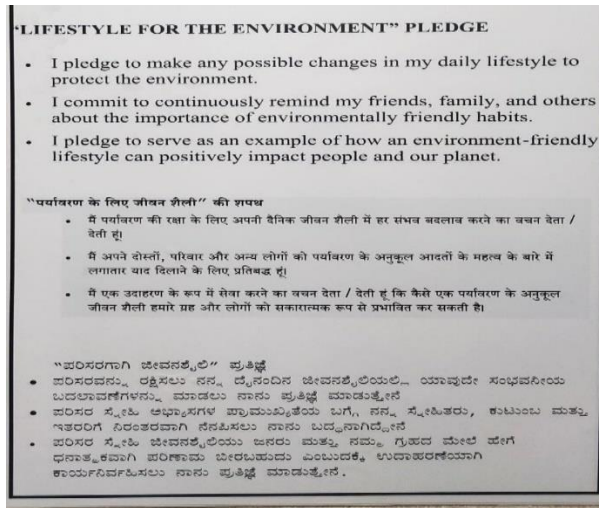 "LIFESTYLE FOR THE ENVIRONMENT" PLEDGE
• I pledge to make any possible changes in my daily lifestyle to
protect the environment.
• I commit to continuously remind my friends, family, and others
about the importance of environmentally friendly habits.
• I pledge to serve as an example of how an environment-friendly
lifestyle can positively impact people and our planet.
"पर्यावरण के लिए जीवन शैली" की शपथ
• मैं पर्यावरण की रक्षा के लिए अपनी दैनिक जीवन शैली में हर संभव बदलाव करने का वचन देता /
देती हूं।
• मैं अपने दोस्तों, परिवार और अन्य लोगों को पर्यावरण के अनुकूल आदतों के महत्व के बारे में
लगातार याद दिलाने के लिए प्रतिबद्ध हूं।
• मैं एक उदाहरण के रूप में सेवा करने का वचन देता / देती हूं कि कैसे एक पर्यावरण के अनुकूल
जीवन शैली हमारे ग्रह और लोगों को सकारात्मक रूप से प्रभावित कर सकती है।
"ಪರಿಸರಗಾಗಿ ಜೀವನಶೈಲಿ" ಪ್ರತಿಜ್ಞೆ
• ಪರಿಸರವನ್ನು ರಕ್ಷಿಸಲು ನನ್ನ ದೈನಂದಿನ ಜೀವನಶೈಲಿಯಲ್ಲಿ ಯಾವುದೇ ಸಂಭವನೀಯ
ಬದಲಾವಣೆಗಳನ್ನು ಮಾಡಲು ನಾನು ಪ್ರತಿಜ್ಞೆ ಮಾಡುತ್ತೇನೆ
• ಪರಿಸರ ಸ್ನೇಹಿ ಅಭ್ಯಾಸಗಳ ಪ್ರಾಮುಖ್ಯತೆಯ ಬಗ್ಗೆ ನನ್ನ ಸ್ನೇಹಿತರು, ಕುಟುಂಬ ಮತ್ತು
ಇತರರಿಗೆ ನಿರಂತರವಾಗಿ ನೆನಪಿಸಲು ನಾನು ಬದ್ಧನಾಗಿದ್ದೇನೆ
• ಪರಿಸರ ಸ್ನೇಹಿ ಜೀವನಶೈಲಿಯು ಜನರು ಮತ್ತು ನಮ್ಮ ಗ್ರಹದ ಮೇಲೆ ಹೇಗೆ
ಧನಾತ್ಮಕವಾಗಿ ಪರಿಣಾಮ ಬೀರಬಹುದು ಎಂಬುದಕ್ಕೆ ಉದಾಹರಣೆಯಾಗಿ
ಕಾರ್ಯನಿರ್ವಹಿಸಲು ನಾನು ಪ್ರತಿಜ್ಞೆ ಮಾಡುತ್ತೇನೆ.